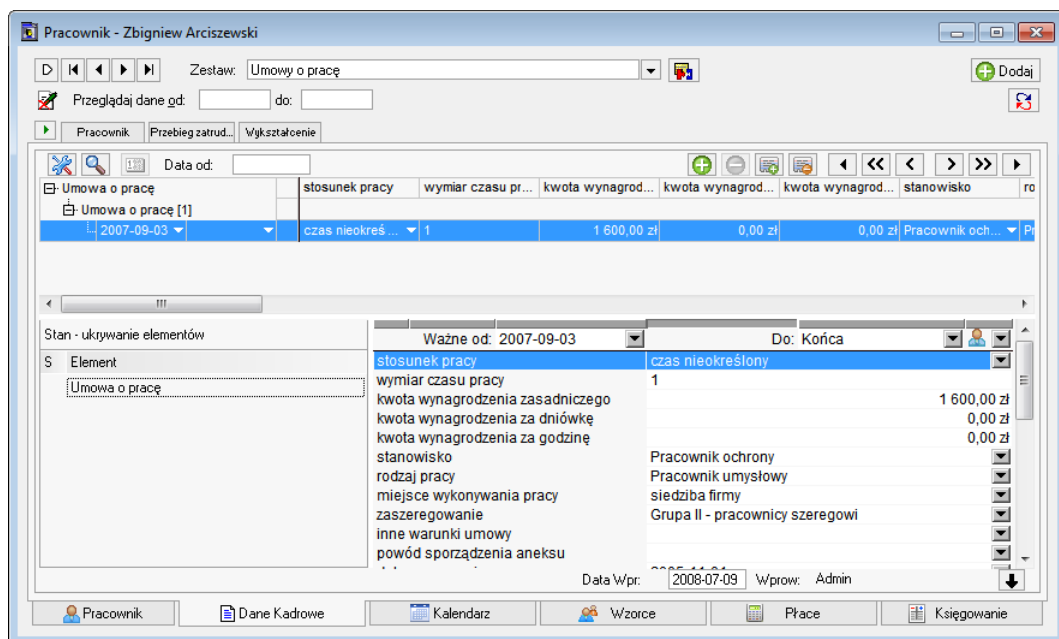 Pracownik - Zbigniew Arciszewski
D Zestaw: Umowy o pracę Dodaj
Przeglądaj dane od: do:
Pracownik Przebieg zatrud... Wykształcenie
Data od:
Umowa o pracę stosunek pracy wymiar czasu pr... kwota wynagrod... kwota wynagrod... kwota wynagrod... stanowisko ro
Umowa o pracę [1]
2007-09-03 czas nieokreś ... 1 1 600,00 zł 0,00 zł 0,00 zł Pracownik och... Pr
Stan - ukrywanie elementów
S Element
Umowa o pracę
Ważne od: 2007-09-03 Do: Końca
stosunek pracy czas nieokreślony
wymiar czasu pracy 1
kwota wynagrodzenia zasadniczego 1 600,00 zł
kwota wynagrodzenia za dniówkę 0,00 zł
kwota wynagrodzenia za godzinę 0,00 zł
stanowisko Pracownik ochrony
rodzaj pracy Pracownik umysłowy
miejsce wykonywania pracy siedziba firmy
zaszeregowanie Grupa II - pracownicy szeregowi
inne warunki umowy
powód sporządzenia aneksu
Data Wpr: 2008-07-09 Wprow: Admin
Pracownik Dane Kadrowe Kalendarz Wzorce Płace Księgowanie